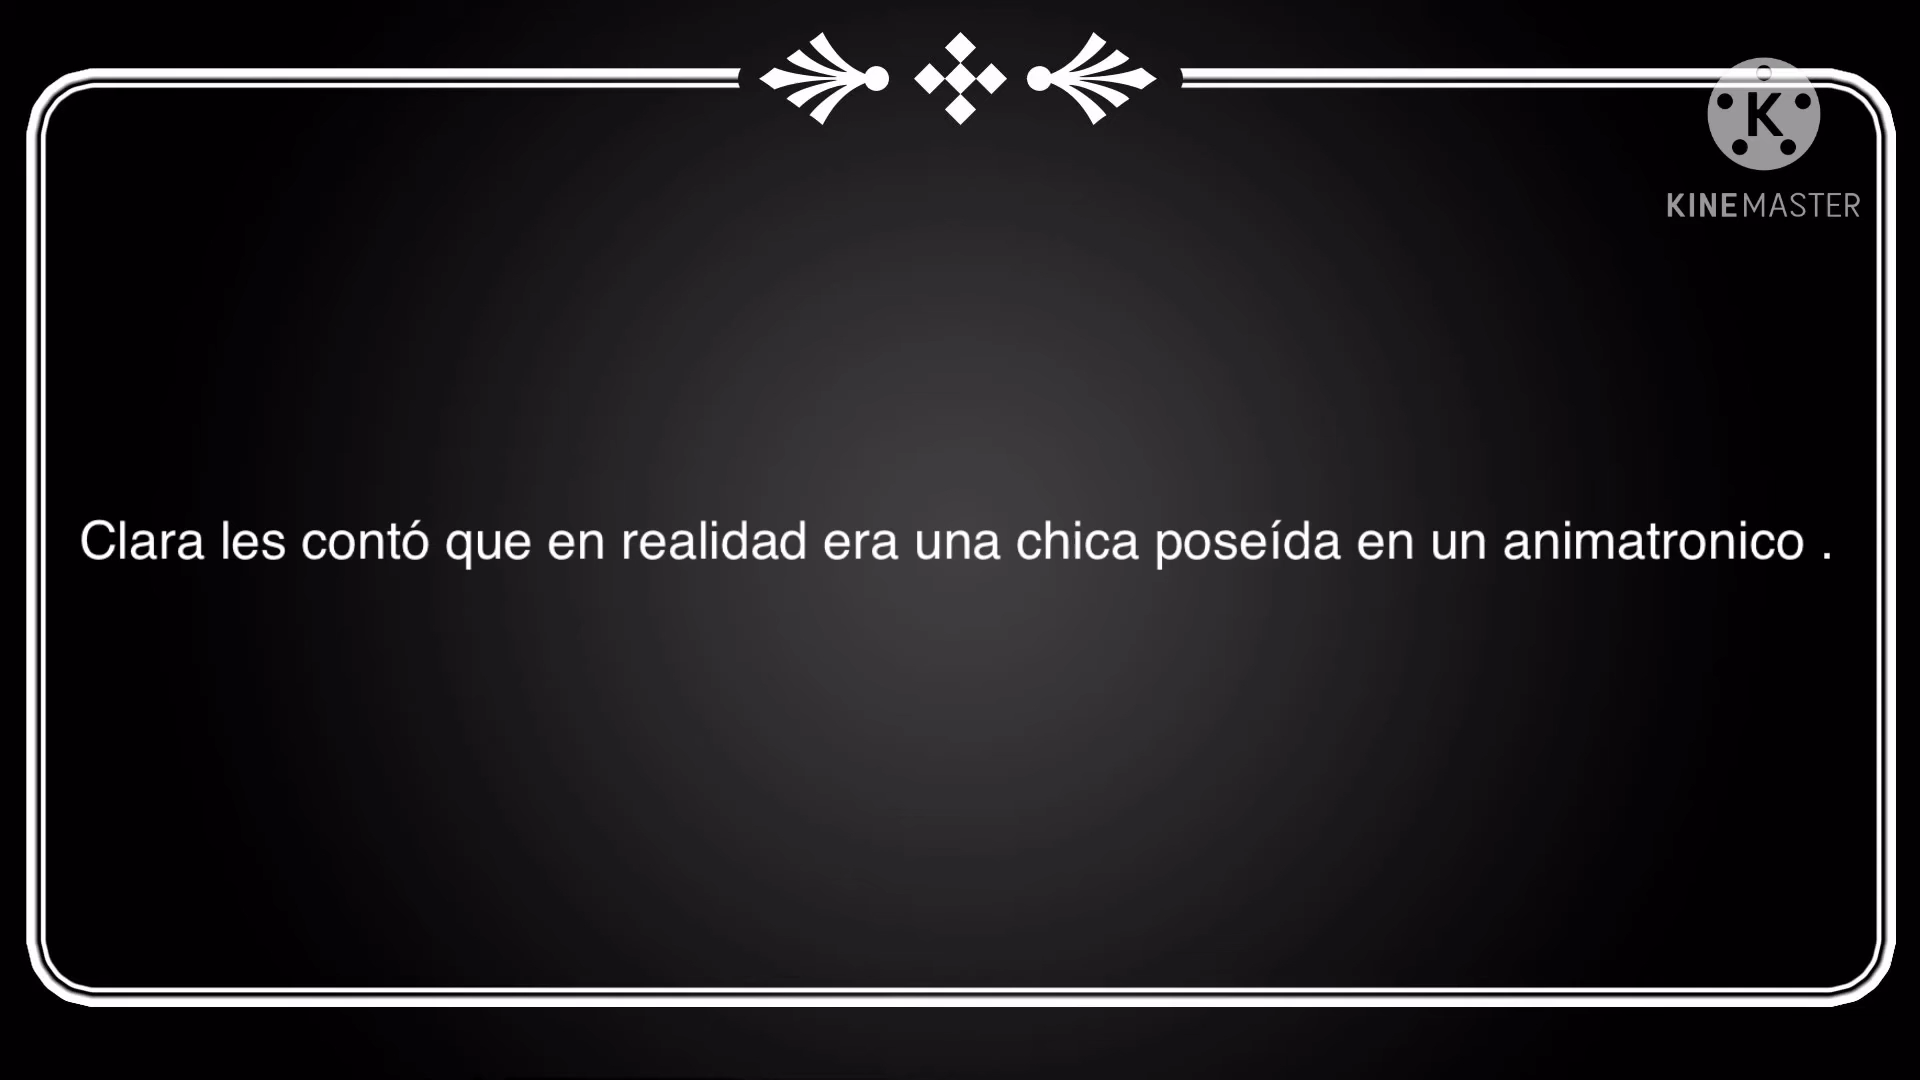 K
KINEMASTER
Clara les contó que en realidad era una chica poseída en un animatronico .